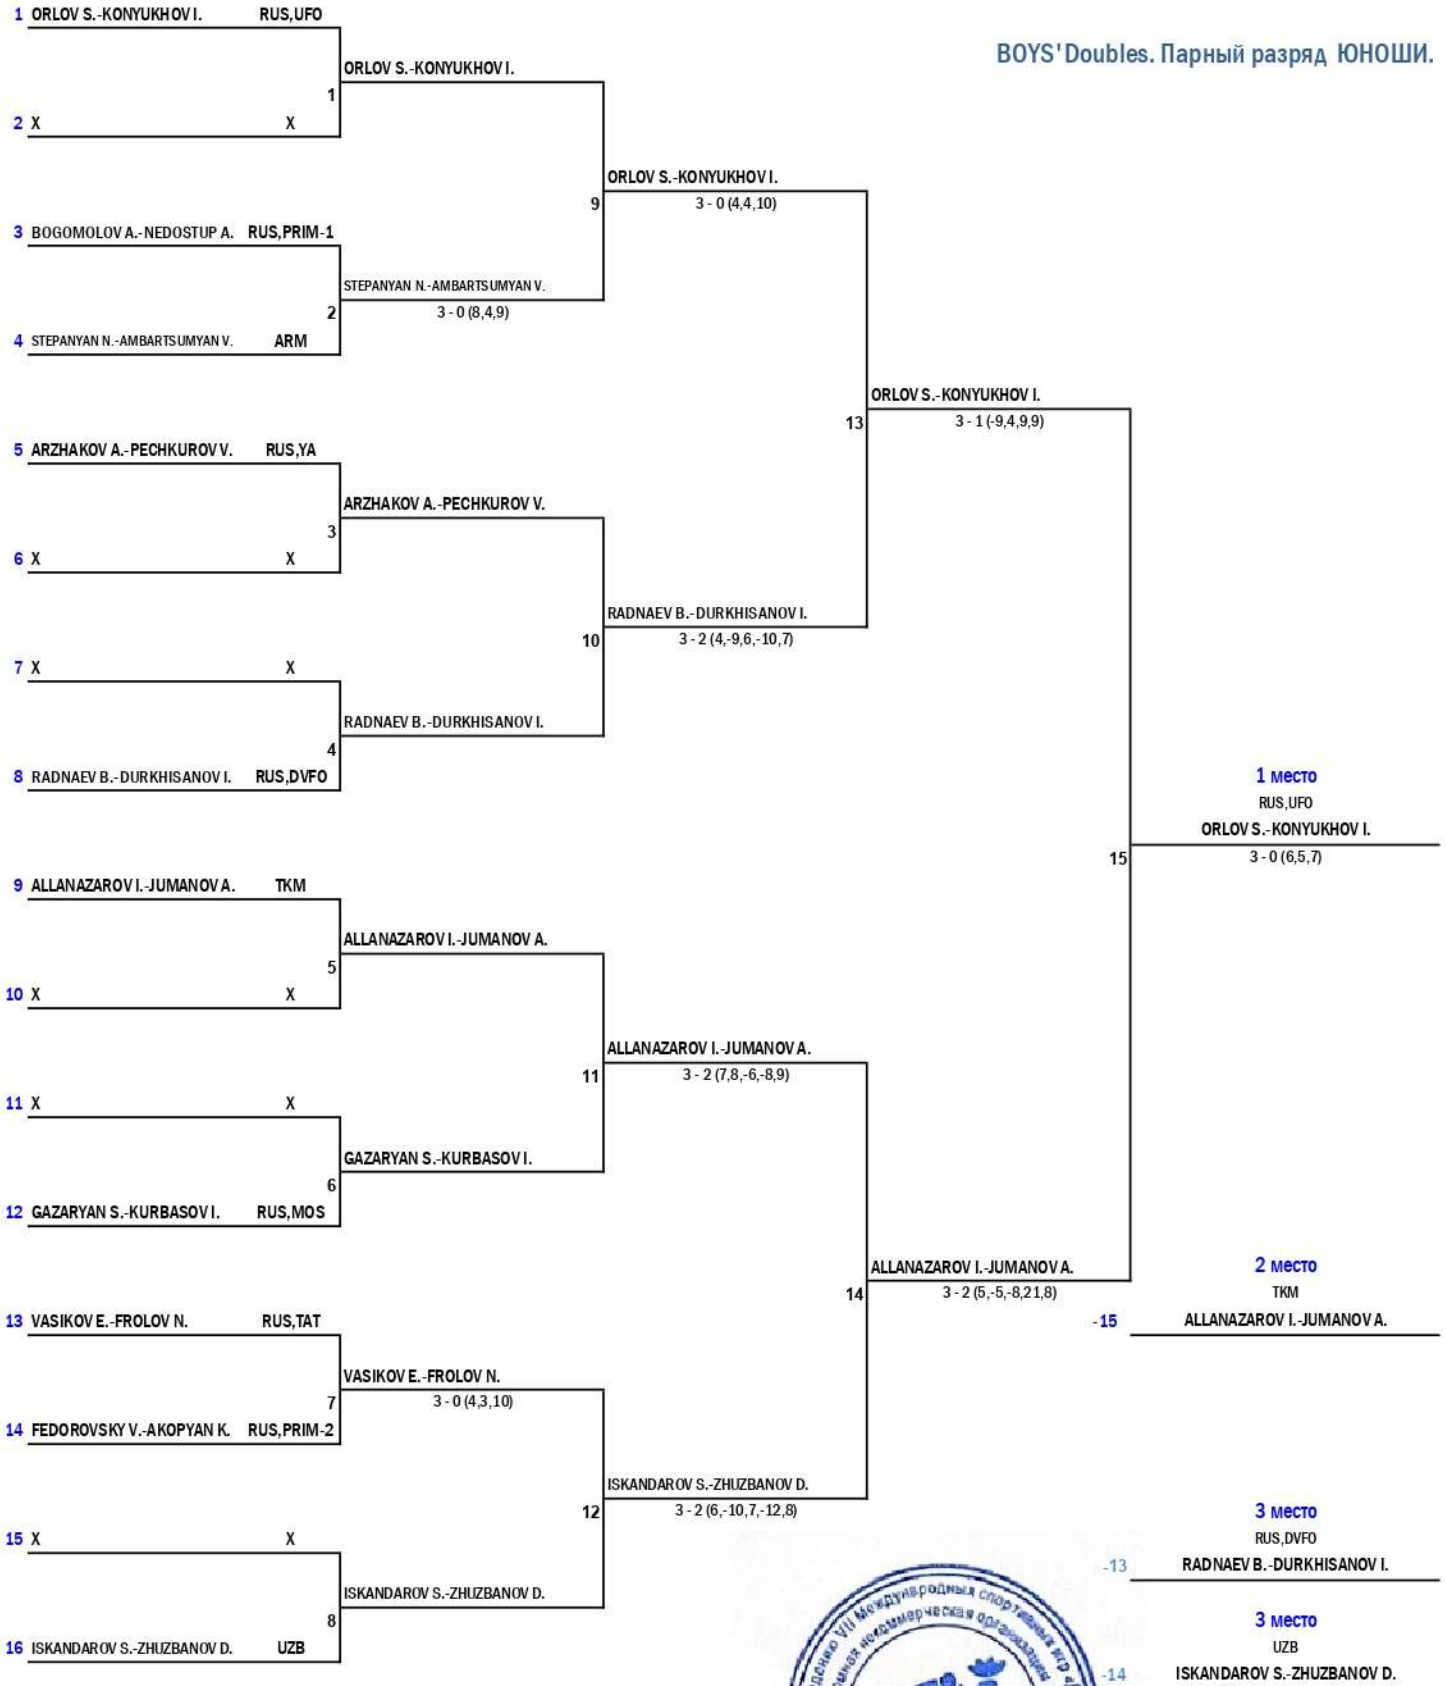 BOYS'Doubles. Парный разряд ЮНОШИ.
1 ORLOV S.-KONYUKHOV I. RUS,UFO
ORLOV S.-KONYUKHOV I.
1
2 X X
ORLOV S.-KONYUKHOV I.
9 3 - 0 (4,4,10)
3 BOGOMOLOV A.-NEDOSTUP A. RUS,PRIM-1
STEPANYAN N.-AMBARTSUMYAN V.
2 3 - 0 (8,4,9)
4 STEPANYAN N.-AMBARTSUMYAN V. ARM
ORLOV S.-KONYUKHOV I.
13 3 - 1 (-9,4,9,9)
5 ARZHAKOV A.-PECHKUROV V. RUS,YA
ARZHAKOV A.-PECHKUROV V.
3
6 X X
RADNAEV B.-DURKHISANOV I.
10 3 - 2 (4,-9,6,-10,7)
7 X X
RADNAEV B.-DURKHISANOV I.
4
8 RADNAEV B.-DURKHISANOV I. RUS,DVFO
1 место
RUS,UFO
ORLOV S.-KONYUKHOV I.
15 3 - 0 (6,5,7)
9 ALLANAZAROV I.-JUMANOV A. TKM
ALLANAZAROV I.-JUMANOV A.
5
10 X X
ALLANAZAROV I.-JUMANOV A.
11 3 - 2 (7,8,-6,-8,9)
11 X X
GAZARYAN S.-KURBASOV I.
6
12 GAZARYAN S.-KURBASOV I. RUS,MOS
2 место
ALLANAZAROV I.-JUMANOV A.
14 3 - 2 (5,-5,-8,21,8) TKM
13 VASIKOV E.-FROLOV N. RUS,TAT -15 ALLANAZAROV I.-JUMANOV A.
VASIKOV E.-FROLOV N.
7 3 - 0 (4,3,10)
14 FEDOROVSKY V.-AKOPYAN K. RUS,PRIM-2
ISKANDAROV S.-ZHUZBANOV D.
12 3 - 2 (6,-10,7,-12,8)
3 место
15 X X RUS,DVFO
-13 RADNAEV B.-DURKHISANOV I.
ISKANDAROV S.-ZHUZBANOV D.
8
3 место
16 ISKANDAROV S.-ZHUZBANOV D. UZB UZB
-14 ISKANDAROV S.-ZHUZBANOV D.
VII Международных спортивных игр
некоммерческая организация